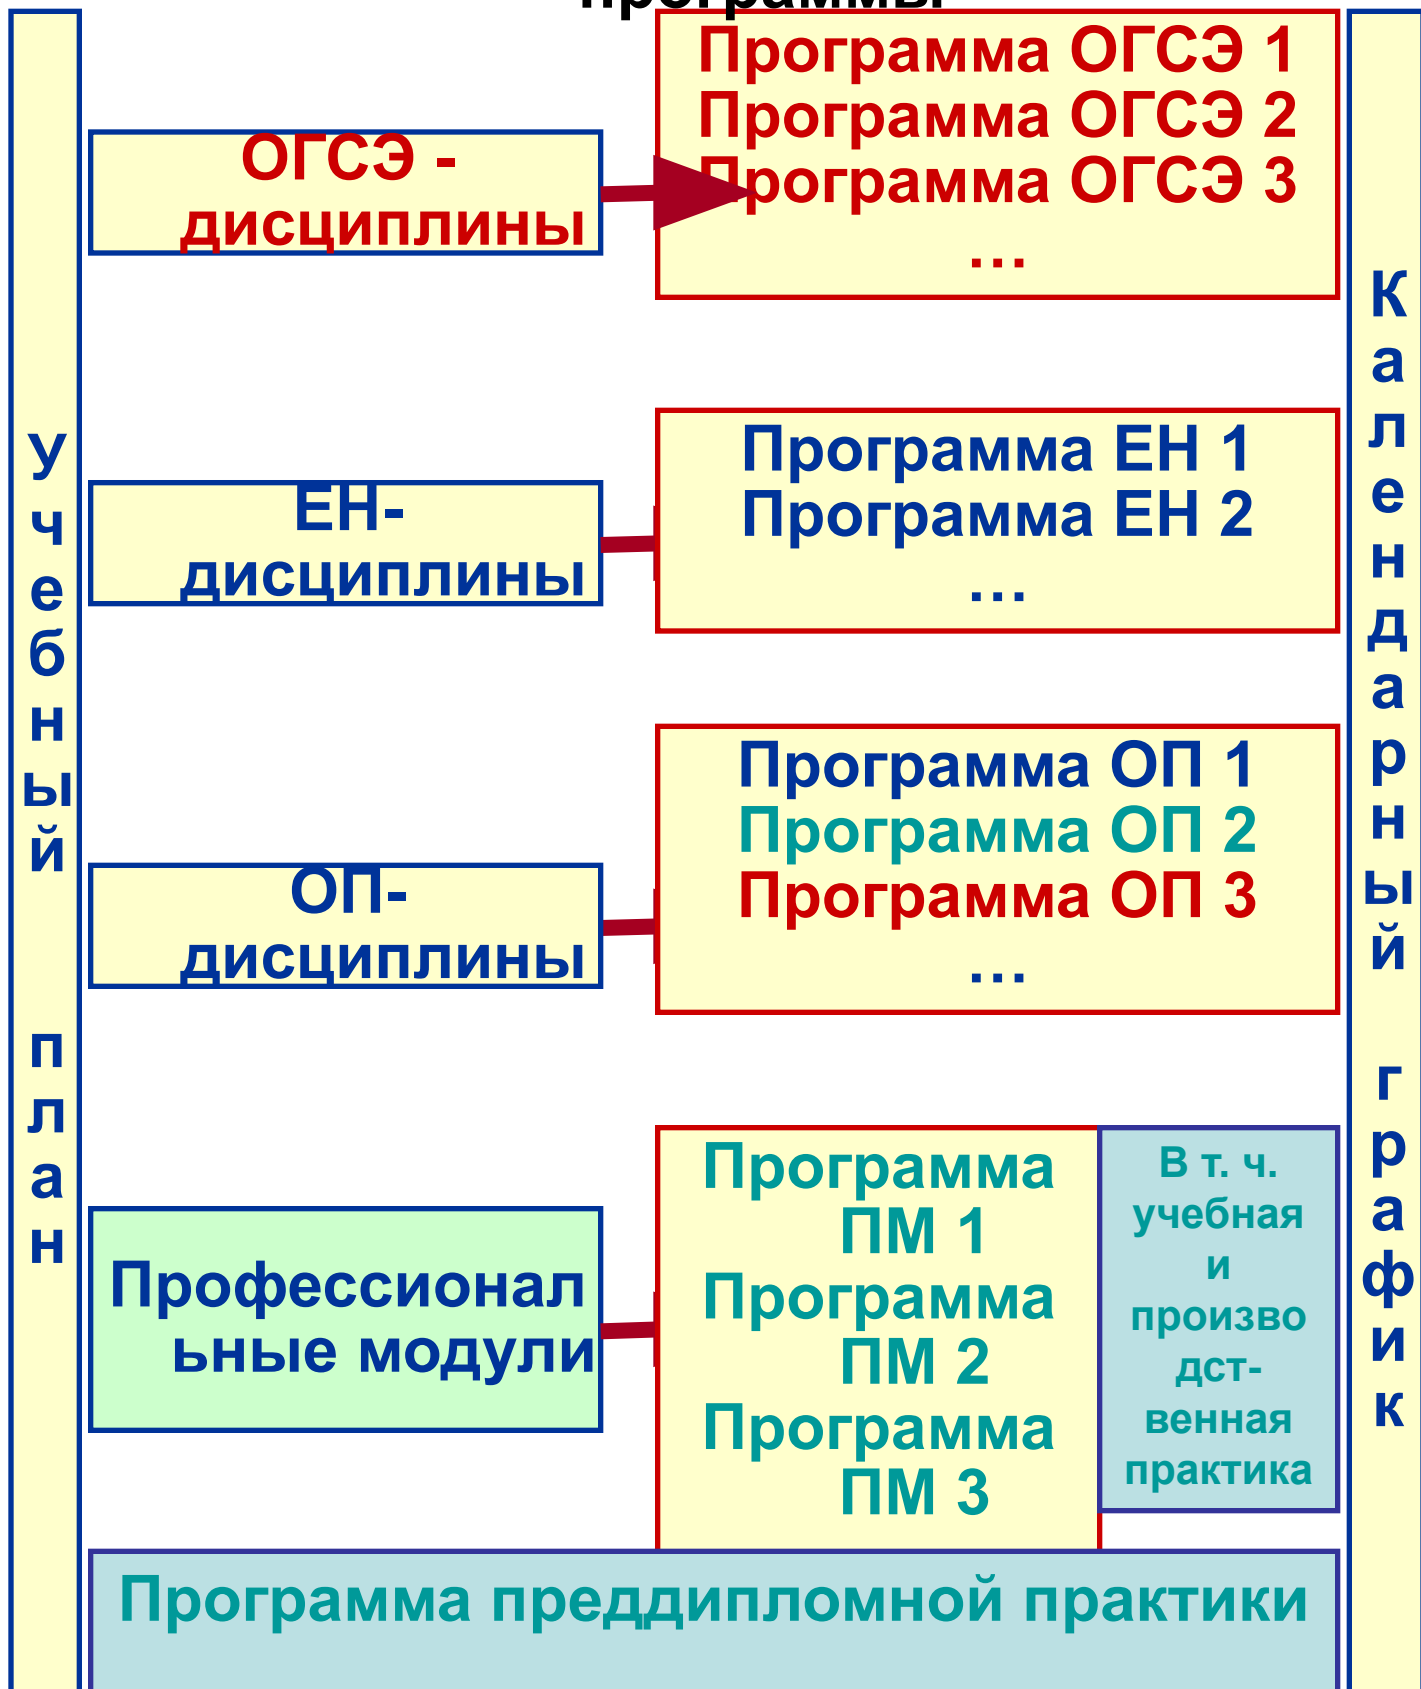 программы
Учебный план
ОГСЭ -
дисциплины
Программа ОГСЭ 1
Программа ОГСЭ 2
Программа ОГСЭ 3
…
ЕН-
дисциплины
Программа ЕН 1
Программа ЕН 2
…
ОП-
дисциплины
Программа ОП 1
Программа ОП 2
Программа ОП 3
…
Профессионал
ьные модули
Программа
ПМ 1
Программа
ПМ 2
Программа
ПМ 3
В т. ч.
учебная
и
произво
дст-
венная
практика
Программа преддипломной практики
Календарный график